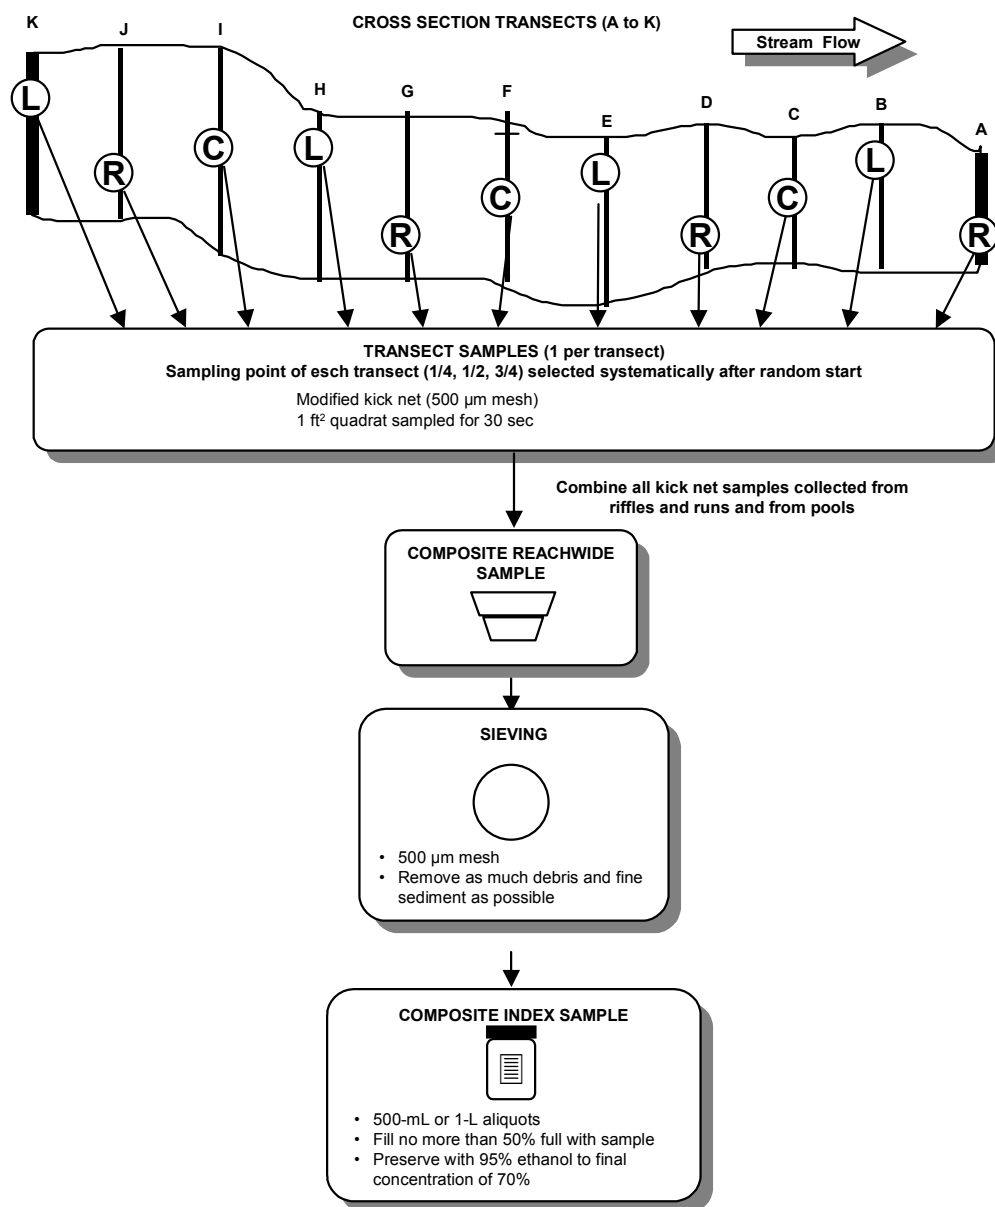 CROSS SECTION TRANSECTS (A to K)
Stream Flow
K
J
I
H
G
F
E
D
C
B
A
L
R
C
L
R
C
L
R
C
L
R
TRANSECT SAMPLES (1 per transect)
Sampling point of esch transect (1/4, 1/2, 3/4) selected systematically after random start
Modified kick net (500 µm mesh)
1 ft² quadrat sampled for 30 sec
Combine all kick net samples collected from
riffles and runs and from pools
COMPOSITE REACHWIDE
SAMPLE
SIEVING
• 500 µm mesh
• Remove as much debris and fine
sediment as possible
COMPOSITE INDEX SAMPLE
• 500-mL or 1-L aliquots
• Fill no more than 50% full with sample
• Preserve with 95% ethanol to final
concentration of 70%